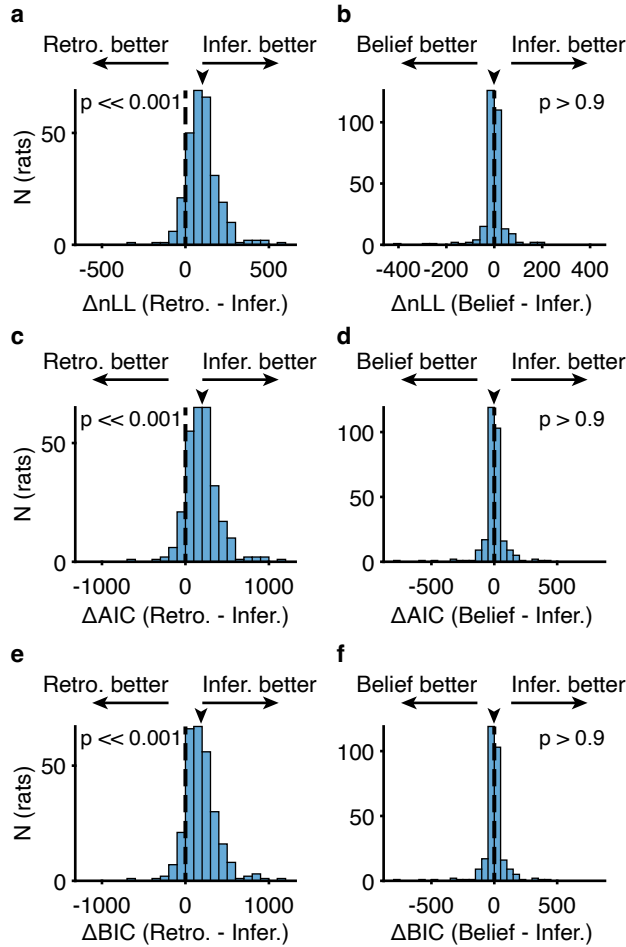 a
Retro. better Infer. better
p << 0.001
N (rats)
50
0
-500 0 500
ΔnLL (Retro. - Infer.)
b
Belief better Infer. better
p > 0.9
100
50
0
-400 -200 0 200 400
ΔnLL (Belief - Infer.)
c
Retro. better Infer. better
p << 0.001
N (rats)
50
0
-1000 0 1000
ΔAIC (Retro. - Infer.)
d
Belief better Infer. better
p > 0.9
100
50
0
-500 0 500
ΔAIC (Belief - Infer.)
e
Retro. better Infer. better
p << 0.001
N (rats)
50
0
-1000 0 1000
ΔBIC (Retro. - Infer.)
f
Belief better Infer. better
p > 0.9
100
50
0
-500 0 500
ΔBIC (Belief - Infer.)